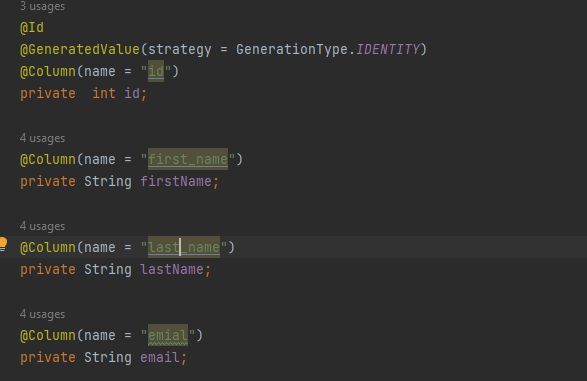 3 usages
@Id
@GeneratedValue(strategy = GenerationType.IDENTITY)
@Column(name = "id")
private  int id;
4 usages
@Column(name = "first_name")
private String firstName;
4 usages
@Column(name = "last_name")
private String lastName;
4 usages
@Column(name = "emial")
private String email;